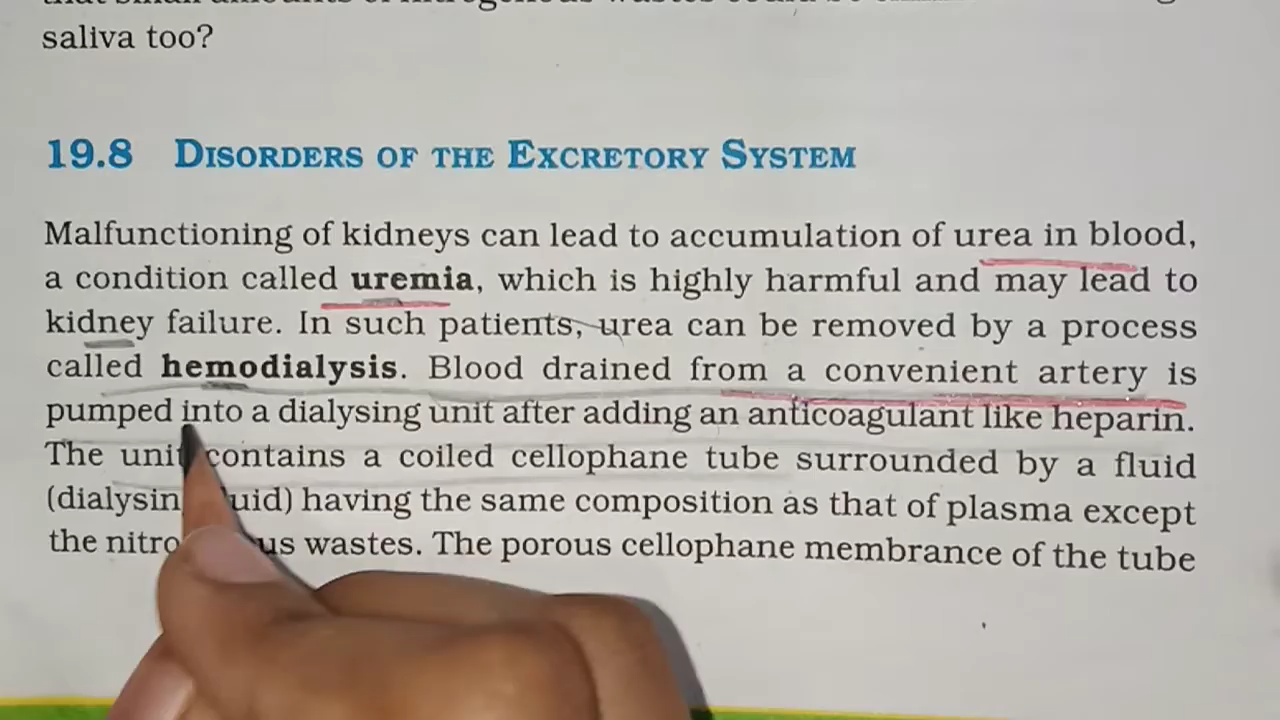 saliva too?
19.8 DISORDERS OF THE EXCRETORY SYSTEM
Malfunctioning of kidneys can lead to accumulation of urea in blood,
a condition called uremia, which is highly harmful and may lead to
kidney failure. In such patients, urea can be removed by a process
called hemodialysis. Blood drained from a convenient artery is
pumped into a dialysing unit after adding an anticoagulant like heparin.
The unit contains a coiled cellophane tube surrounded by a fluid
having the same composition as that of plasma except
the wastes. The porous cellophane membrance of the tube